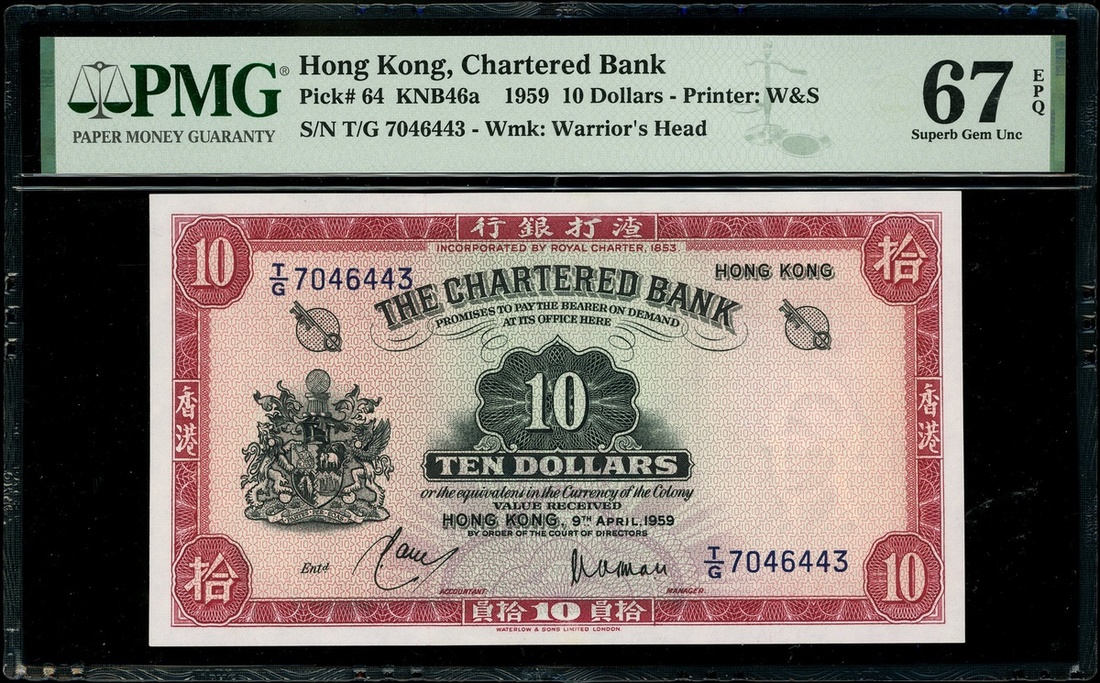 PMG®
PAPER MONEY GUARANTY
Hong Kong, Chartered Bank
Pick# 64 KNB46a 1959 10 Dollars - Printer: W&S
S/N T/G 7046443 - Wmk: Warrior's Head
67
EPQ
Superb Gem Unc
行銀打渣
INCORPORATED BY ROYAL CHARTER, 1853.
10
拾
T/G 7046443
HONG KONG
THE CHARTERED BANK
PROMISES TO PAY THE BEARER ON DEMAND
AT ITS OFFICE HERE
10
香港
香港
TEN DOLLARS
or the equivalent in the Currency of the Colony
VALUE RECEIVED
HONG KONG, 9TH APRIL, 1959
BY ORDER OF THE COURT OF DIRECTORS
Entd
T/G 7046443
ACCOUNTANT.
MANAGER.
拾
10
員拾 10 員拾
WATERLOW & SONS LIMITED LONDON.